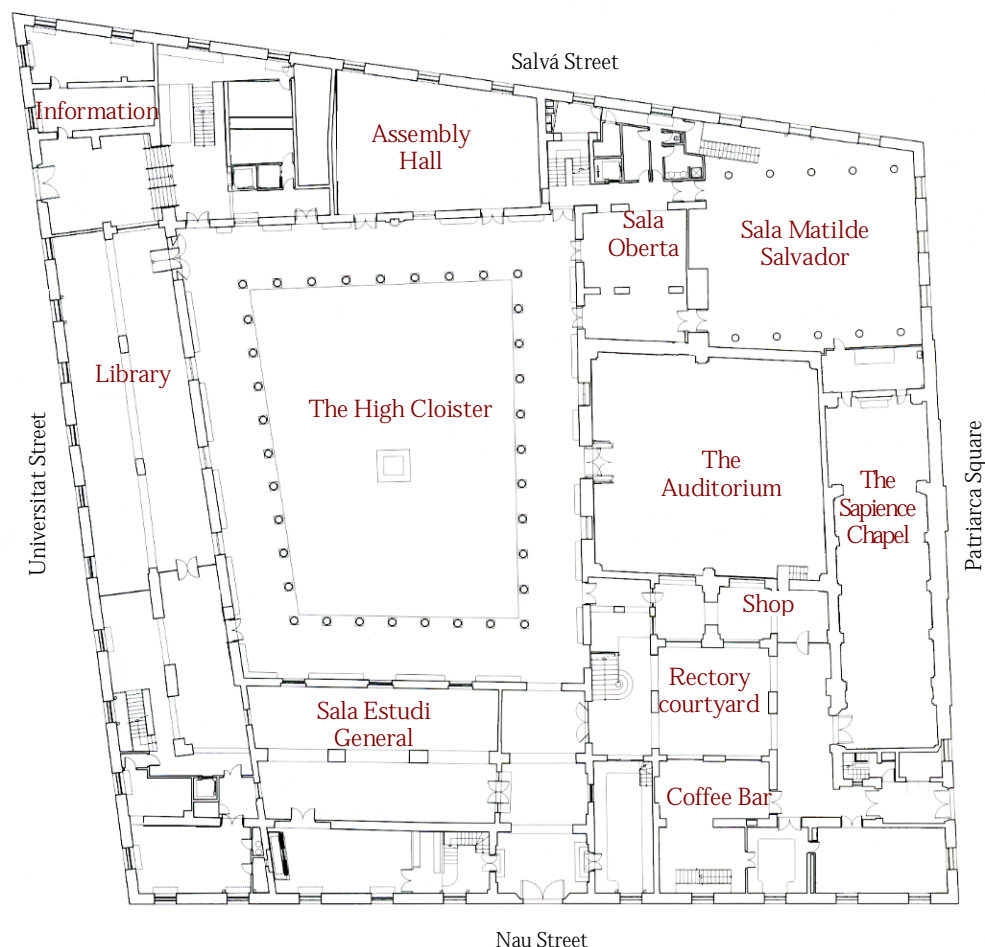 Salvá Street
Information
Assembly
Hall
Sala
Oberta
Sala Matilde
Salvador
Library
The High Cloister
Universitat Street
The
Auditorium
The
Sapience
Chapel
Patriarca Square
Shop
Rectory
courtyard
Sala Estudi
General
Coffee Bar
Nau Street